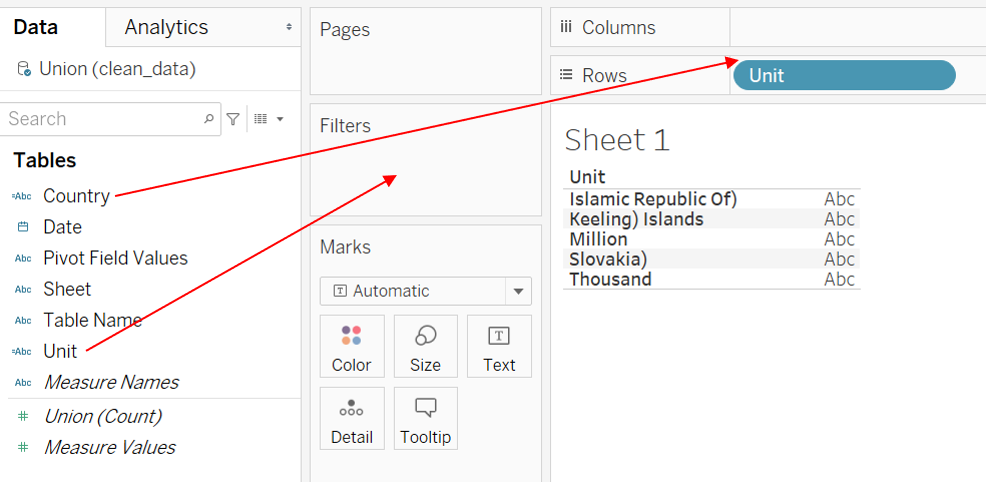 Data
Analytics
Union (clean_data)
Search
Tables
=Abc Country
Date
Abc Pivot Field Values
Abc Sheet
Abc Table Name
=Abc Unit
Abc Measure Names
# Union (Count)
# Measure Values
Pages
Filters
Marks
T Automatic
Color
Size
T Text
Detail
Tooltip
iii Columns
Rows
Unit
Sheet 1
Unit
Islamic Republic Of) Abc
Keeling) Islands Abc
Million Abc
Slovakia) Abc
Thousand Abc